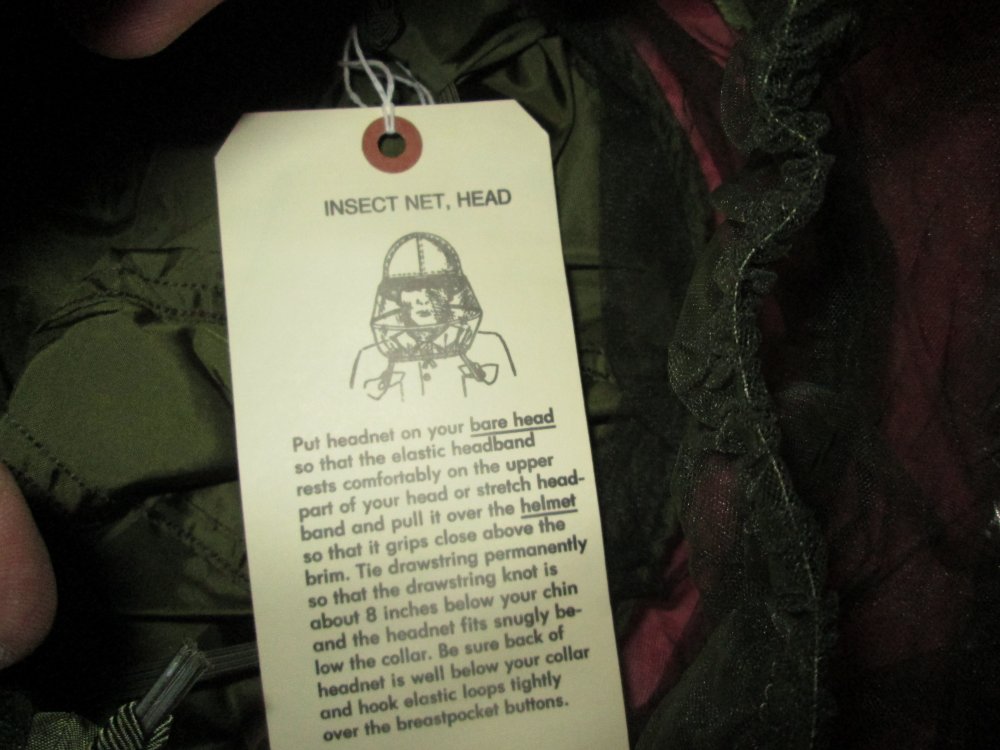 INSECT NET, HEAD
Put headnet on your bare head
so that the elastic headband
rests comfortably on the upper
part of your head or stretch head-
band and pull it over the helmet
so that it grips close above the
brim. Tie drawstring permanently
so that the drawstring knot is
about 8 inches below your chin
and the headnet fits snugly be-
low the collar. Be sure back of
headnet is well below your collar
and hook elastic loops tightly
over the breastpocket buttons.